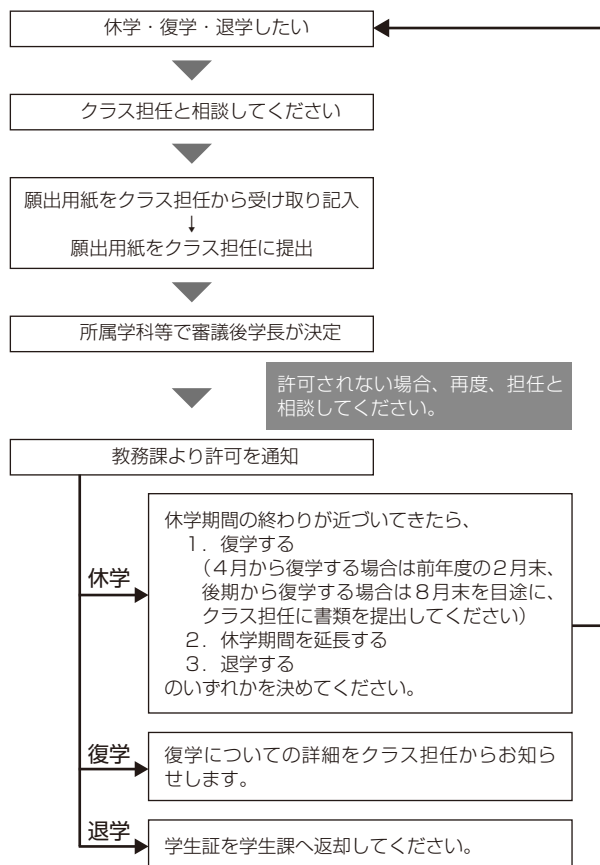 休学・復学・退学したい
クラス担任と相談してください
願出用紙をクラス担任から受け取り記入
↓
願出用紙をクラス担任に提出
所属学科等で審議後学長が決定
許可されない場合、再度、担任と
相談してください。
教務課より許可を通知
休学
休学期間の終わりが近づいてきたら、
1．復学する
（４月から復学する場合は前年度の２月末、
後期から復学する場合は８月末を目途に、
クラス担任に書類を提出してください）
2．休学期間を延長する
3．退学する
のいずれかを決めてください。
復学
復学についての詳細をクラス担任からお知ら
せします。
退学
学生証を学生課へ返却してください。